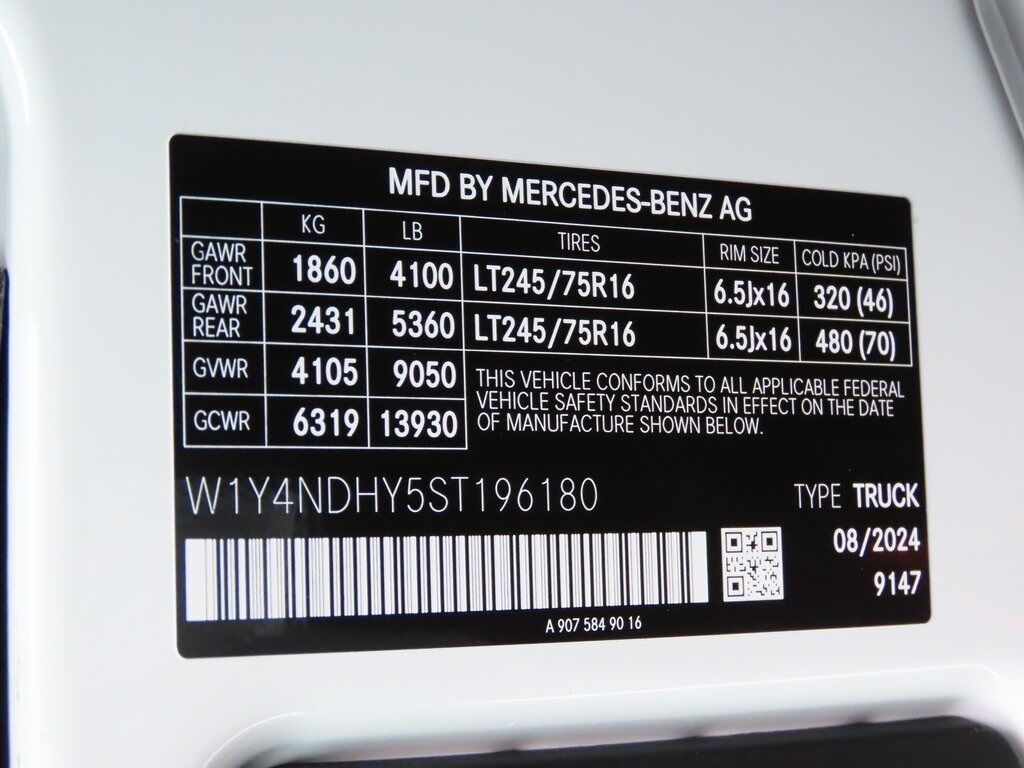 MFD BY MERCEDES-BENZ AG
KG LB TIRES RIM SIZE COLD KPA (PSI)
GAWR FRONT 1860 4100 LT245/75R16 6.5Jx16 320 (46)
GAWR REAR 2431 5360 LT245/75R16 6.5Jx16 480 (70)
GVWR 4105 9050
GCWR 6319 13930
THIS VEHICLE CONFORMS TO ALL APPLICABLE FEDERAL
VEHICLE SAFETY STANDARDS IN EFFECT ON THE DATE
OF MANUFACTURE SHOWN BELOW.
W1Y4NDHY5ST196180
TYPE TRUCK
08/2024
9147
A 907 584 90 16